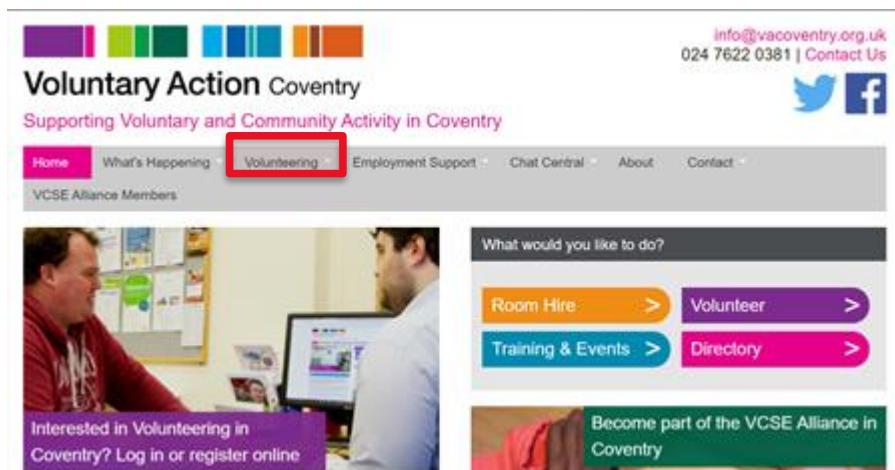 info@vacoventry.org.uk
024 7622 0381 | Contact Us
Voluntary Action Coventry
Supporting Voluntary and Community Activity in Coventry
Home What's Happening Volunteering Employment Support Chat Central About Contact
VCSE Alliance Members
What would you like to do?
Room Hire > Volunteer >
Training & Events > Directory >
Interested in Volunteering in
Coventry? Log in or register online
Become part of the VCSE Alliance in
Coventry